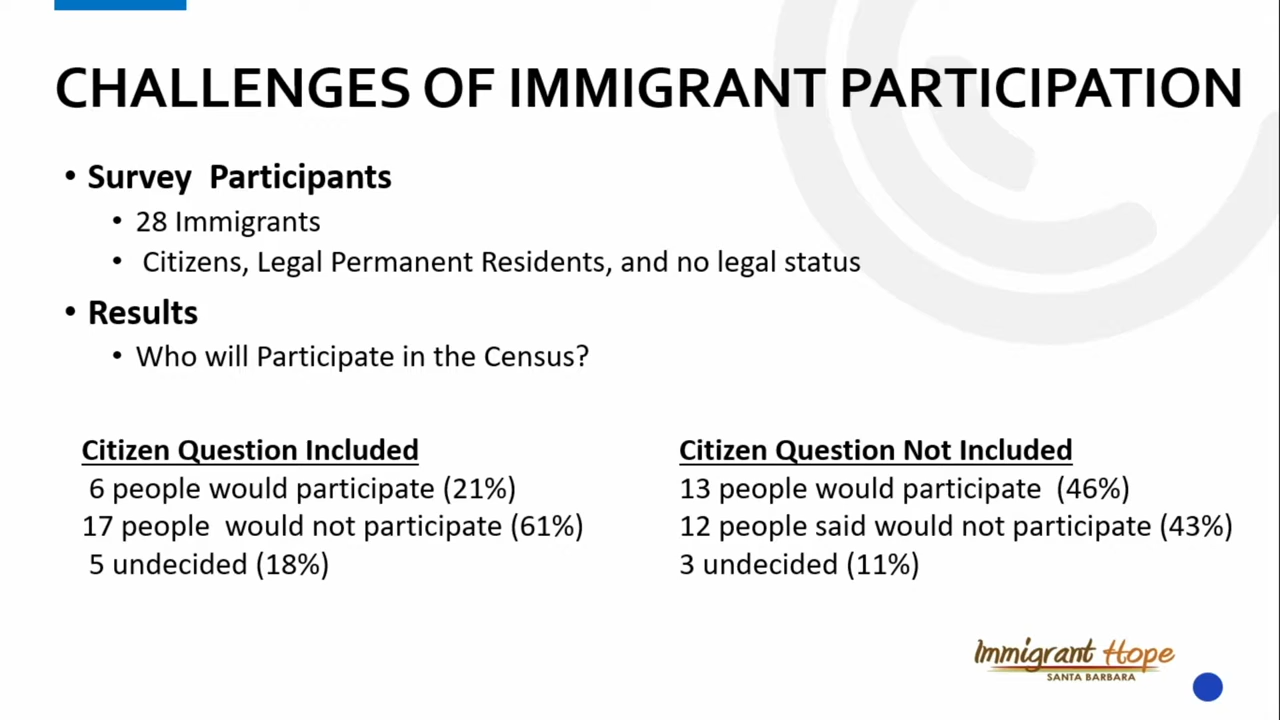 CHALLENGES OF IMMIGRANT PARTICIPATION
• Survey Participants
• 28 Immigrants
• Citizens, Legal Permanent Residents, and no legal status
• Results
• Who will Participate in the Census?
Citizen Question Included
6 people would participate (21%)
17 people would not participate (61%)
5 undecided (18%)
Citizen Question Not Included
13 people would participate (46%)
12 people said would not participate (43%)
3 undecided (11%)
Immigrant Hope
SANTA BARBARA